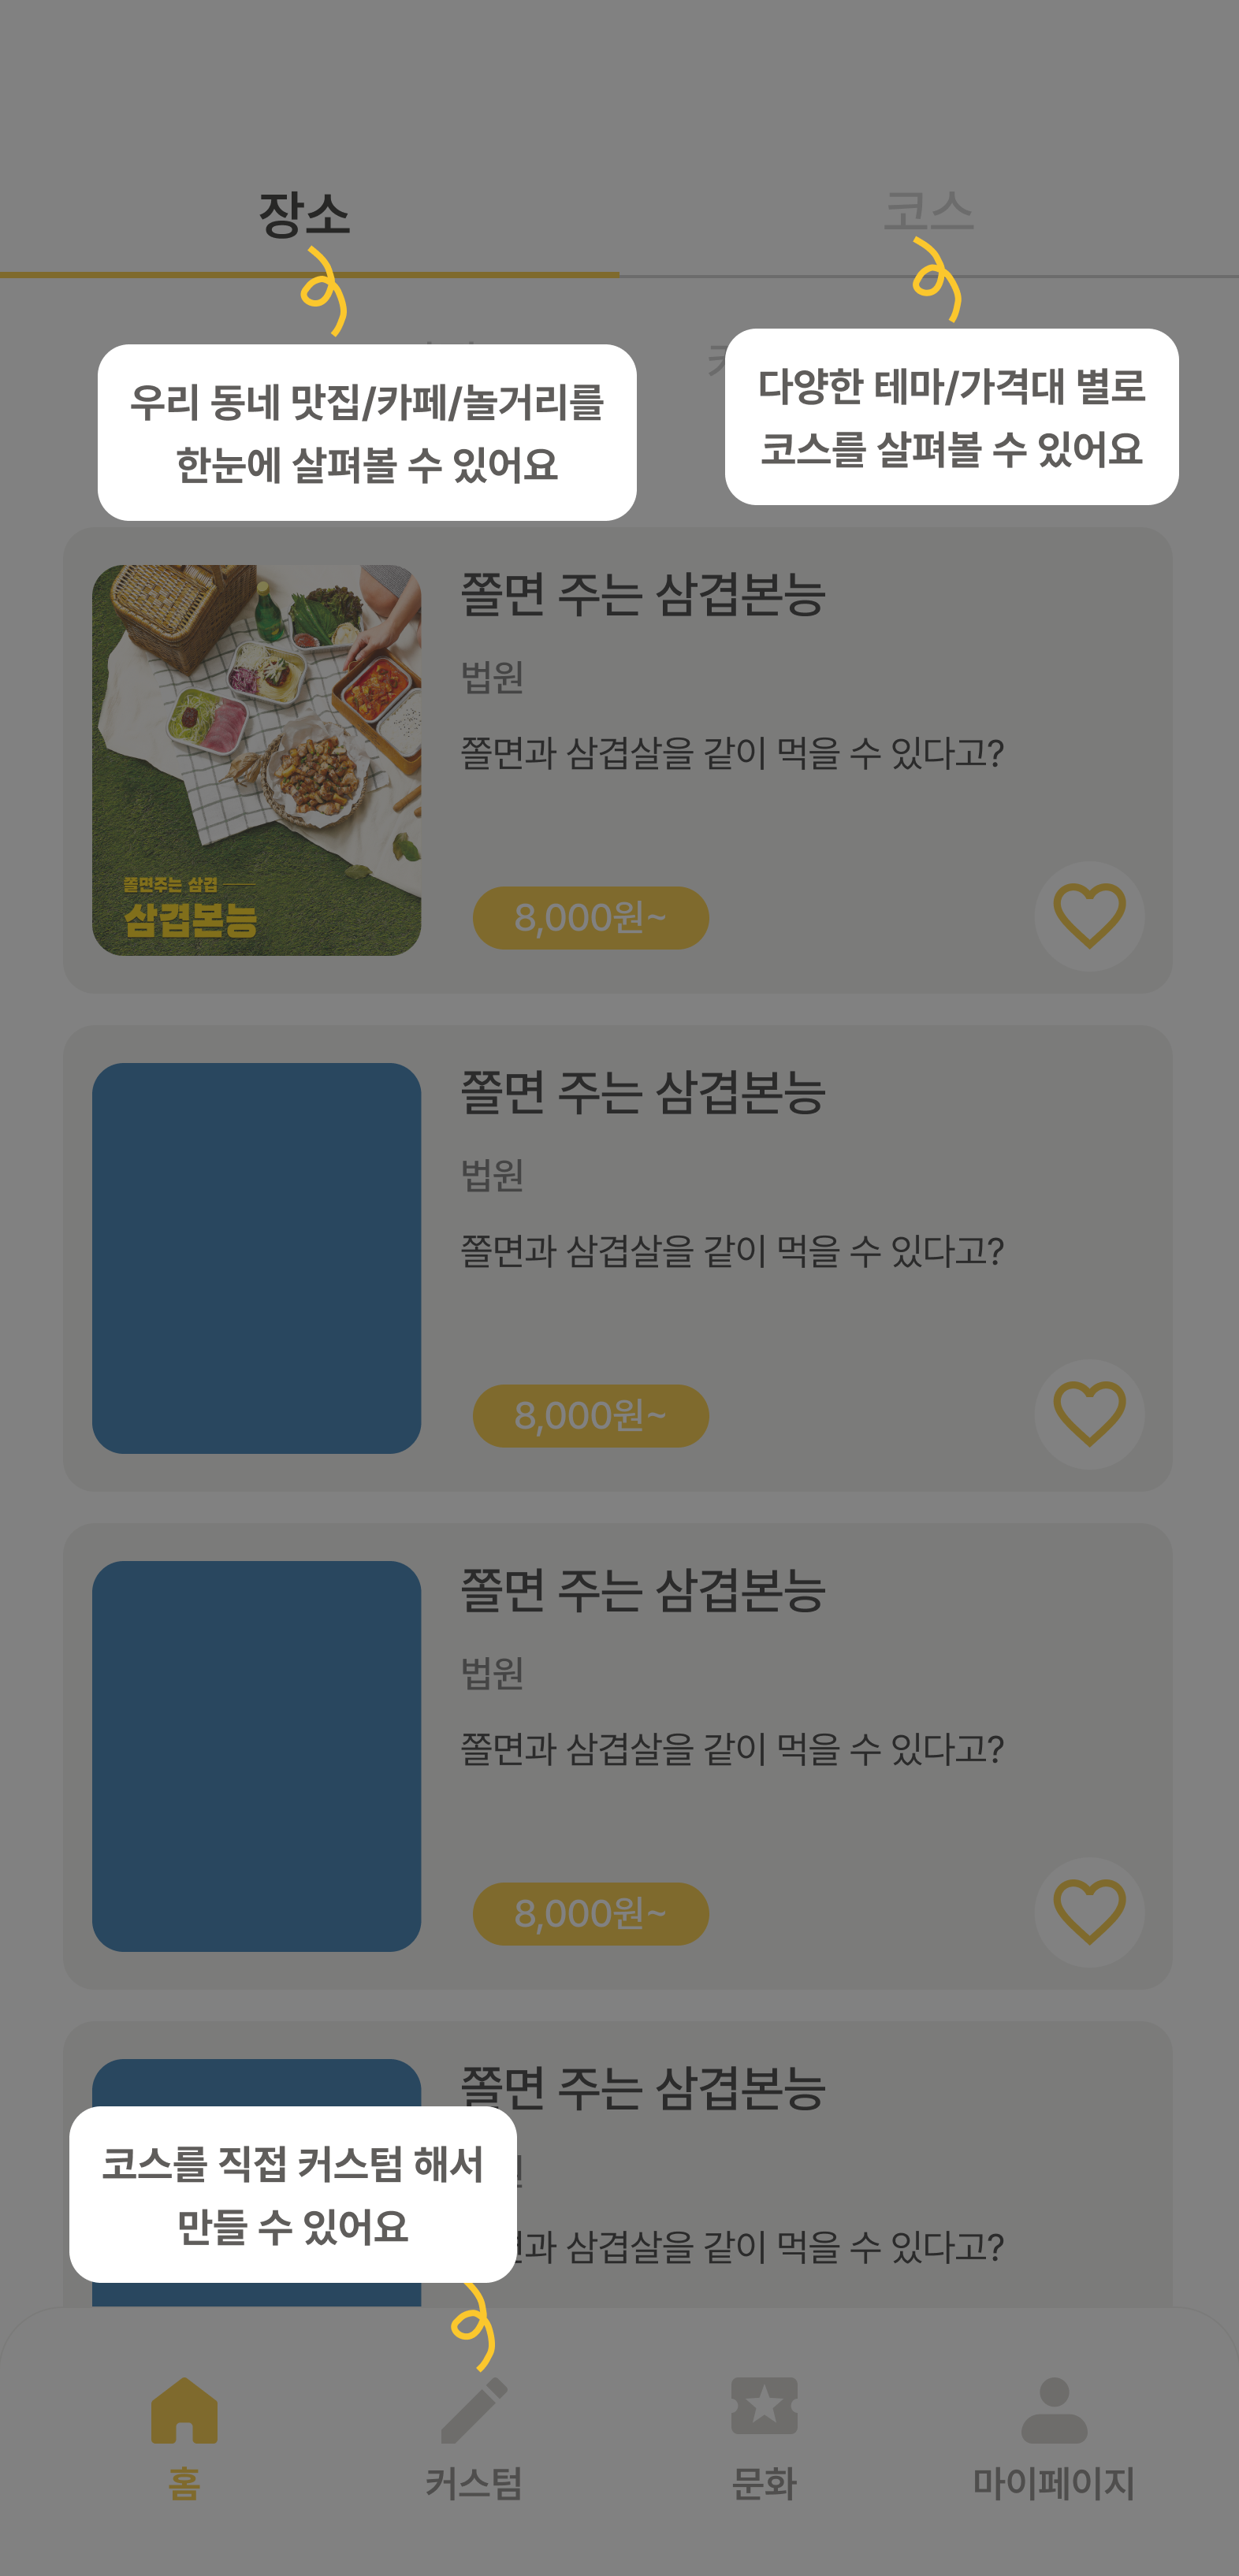 장소
코스
우리 동네 맛집/카페/놀거리를
한눈에 살펴볼 수 있어요
다양한 테마/가격대 별로
코스를 살펴볼 수 있어요
쫄면주는 삼겹
삼겹본능
쫄면 주는 삼겹본능
법원
쫄면과 삼겹살을 같이 먹을 수 있다고?
8,000원~
쫄면 주는 삼겹본능
법원
쫄면과 삼겹살을 같이 먹을 수 있다고?
8,000원~
쫄면 주는 삼겹본능
법원
쫄면과 삼겹살을 같이 먹을 수 있다고?
8,000원~
쫄면 주는 삼겹본능
코스를 직접 커스텀 해서
만들 수 있어요
삼겹살을 같이 먹을 수 있다고?
홈
커스텀
문화
마이페이지